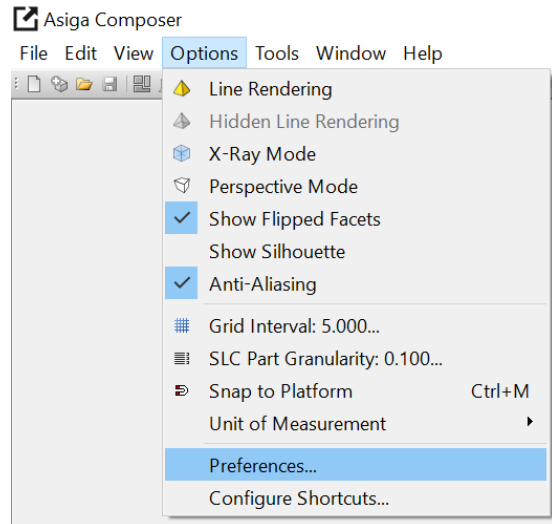 Asiga Composer
File Edit View Options Tools Window Help
Line Rendering
Hidden Line Rendering
X-Ray Mode
Perspective Mode
Show Flipped Facets
Show Silhouette
Anti-Aliasing
Grid Interval: 5.000...
SLC Part Granularity: 0.100...
Snap to Platform Ctrl+M
Unit of Measurement
Preferences...
Configure Shortcuts...